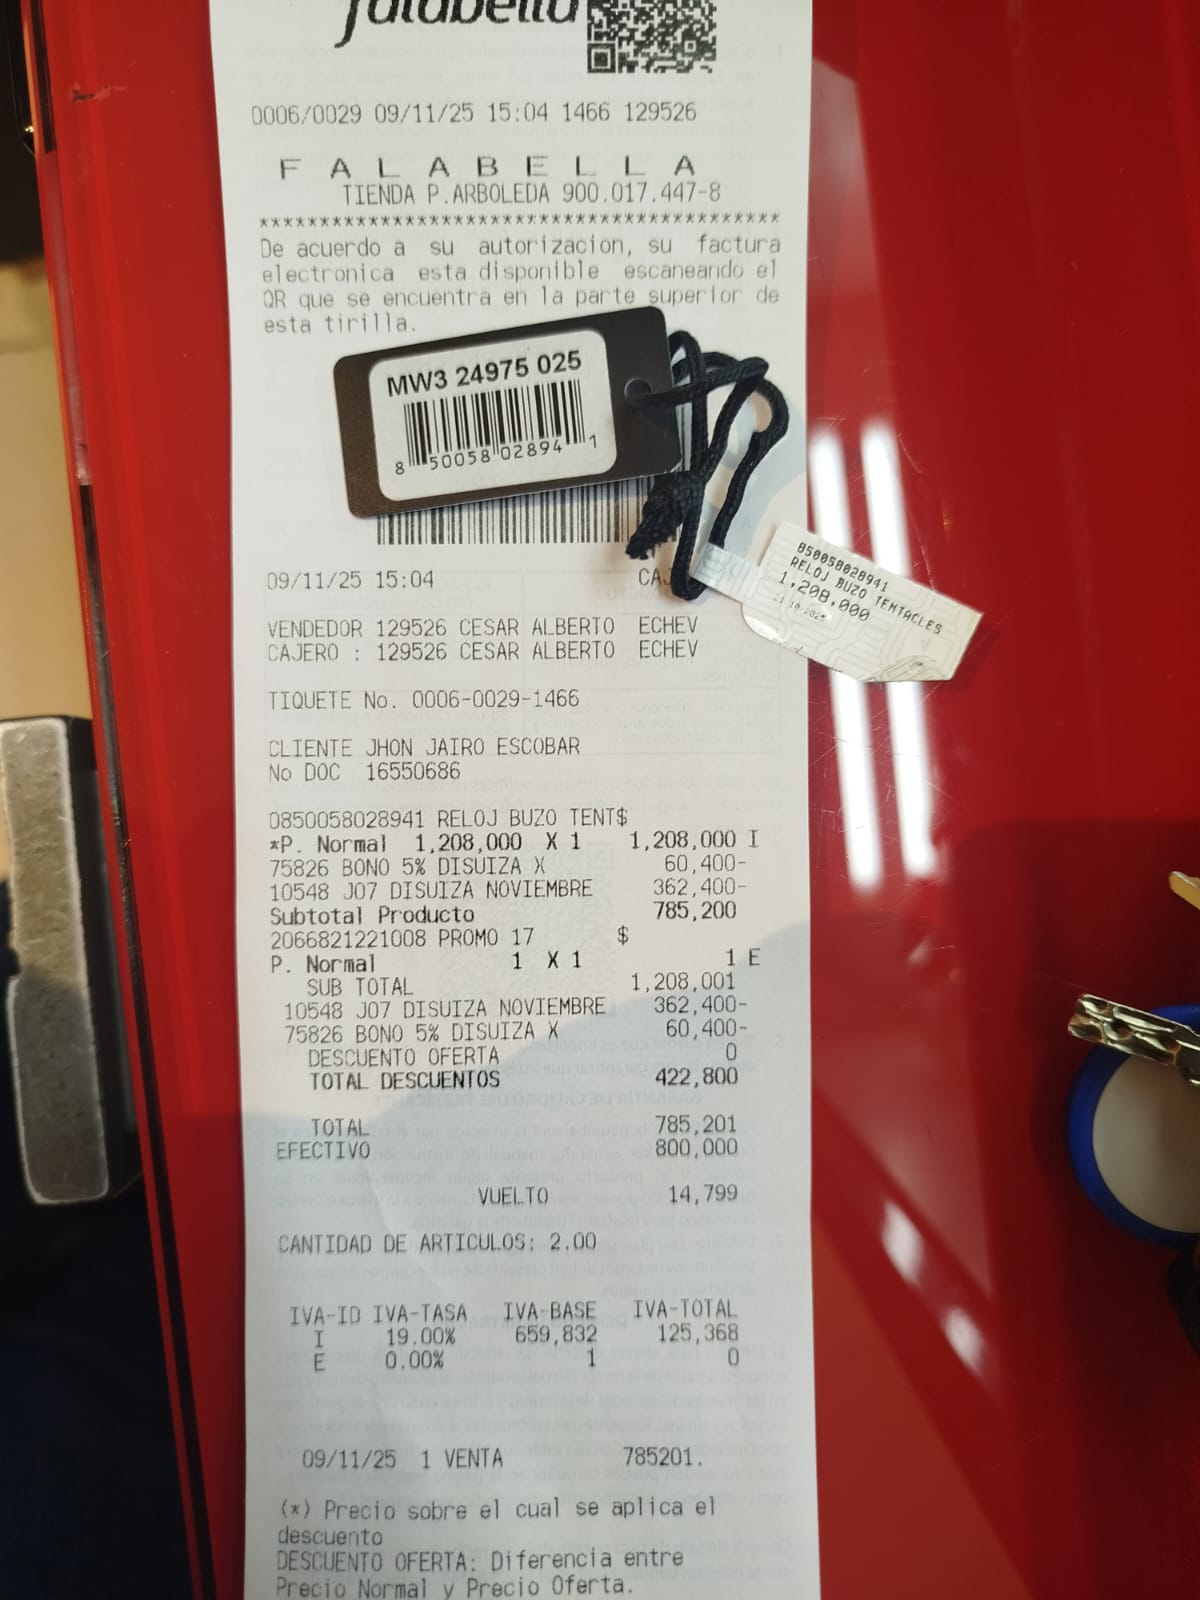 falabella
0006/0029 09/11/25 15:04 1466 129526
F A L A B E L L A
TIENDA P.ARBOLEDA 900.017.447-8
*******************************************
De acuerdo a su autorizacion, su factura
electronica esta disponible escaneando el
QR que se encuentra en la parte superior de
esta tirilla.
MW3 24975 025
8 50058 02894 1
850058028941
RELOJ BUZO TENTACLES
1,208,000
09/11/25 15:04 CAJ
VENDEDOR 129526 CESAR ALBERTO ECHEV
CAJERO : 129526 CESAR ALBERTO ECHEV
TIQUETE No. 0006-0029-1466
CLIENTE JHON JAIRO ESCOBAR
No DOC 16550686
0850058028941 RELOJ BUZO TENT$
*P. Normal 1,208,000 X 1 1,208,000 I
75826 BONO 5% DISUIZA X 60,400-
10548 J07 DISUIZA NOVIEMBRE 362,400-
Subtotal Producto 785,200
2066821221008 PROMO 17 $
P. Normal 1 X 1 1 E
SUB TOTAL 1,208,001
10548 J07 DISUIZA NOVIEMBRE 362,400-
75826 BONO 5% DISUIZA X 60,400-
DESCUENTO OFERTA 0
TOTAL DESCUENTOS 422,800
TOTAL 785,201
EFECTIVO 800,000
VUELTO 14,799
CANTIDAD DE ARTICULOS: 2.00
IVA-ID IVA-TASA IVA-BASE IVA-TOTAL
I 19.00% 659,832 125,368
E 0.00% 1 0
09/11/25 1 VENTA 785201.
(*) Precio sobre el cual se aplica el
descuento
DESCUENTO OFERTA: Diferencia entre
Precio Normal y Precio Oferta.